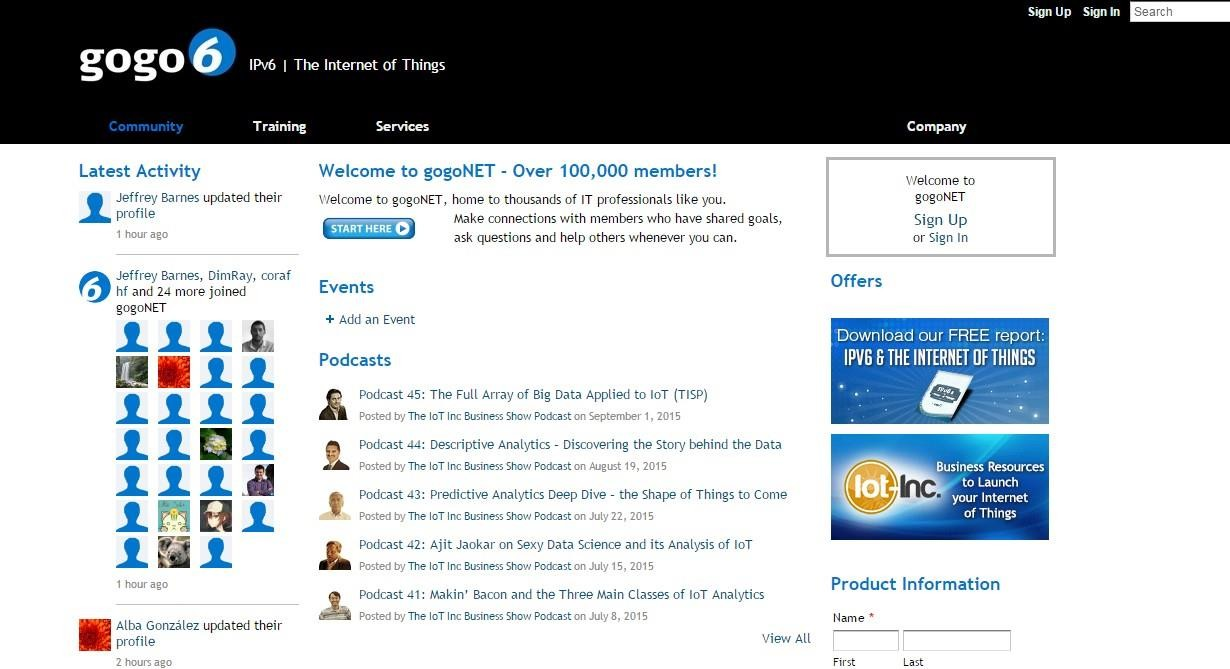 Sign Up Sign In Search
gogo6 IPv6 | The Internet of Things
Community Training Services Company
Latest Activity
Jeffrey Barnes updated their
profile
1 hour ago
6
Jeffrey Barnes, DimRay, coraf
hf and 24 more joined
gogoNET
1 hour ago
Alba González updated their
profile
2 hours ago
Welcome to gogoNET - Over 100,000 members!
Welcome to gogoNET, home to thousands of IT professionals like you.
START HERE
Make connections with members who have shared goals,
ask questions and help others whenever you can.
Events
+ Add an Event
Podcasts
Podcast 45: The Full Array of Big Data Applied to IoT (TISP)
Posted by The IoT Inc Business Show Podcast on September 1, 2015
Podcast 44: Descriptive Analytics – Discovering the Story behind the Data
Posted by The IoT Inc Business Show Podcast on August 19, 2015
Podcast 43: Predictive Analytics Deep Dive – the Shape of Things to Come
Posted by The IoT Inc Business Show Podcast on July 22, 2015
Podcast 42: Ajit Jaokar on Sexy Data Science and its Analysis of IoT
Posted by The IoT Inc Business Show Podcast on July 15, 2015
Podcast 41: Makin’ Bacon and the Three Main Classes of IoT Analytics
Posted by The IoT Inc Business Show Podcast on July 8, 2015
View All
Welcome to
gogoNET
Sign Up
or Sign In
Offers
Download our FREE report:
IPV6 & THE INTERNET OF THINGS
Iot-Inc.
Business Resources
to Launch
your Internet
of Things
Product Information
Name *
First Last